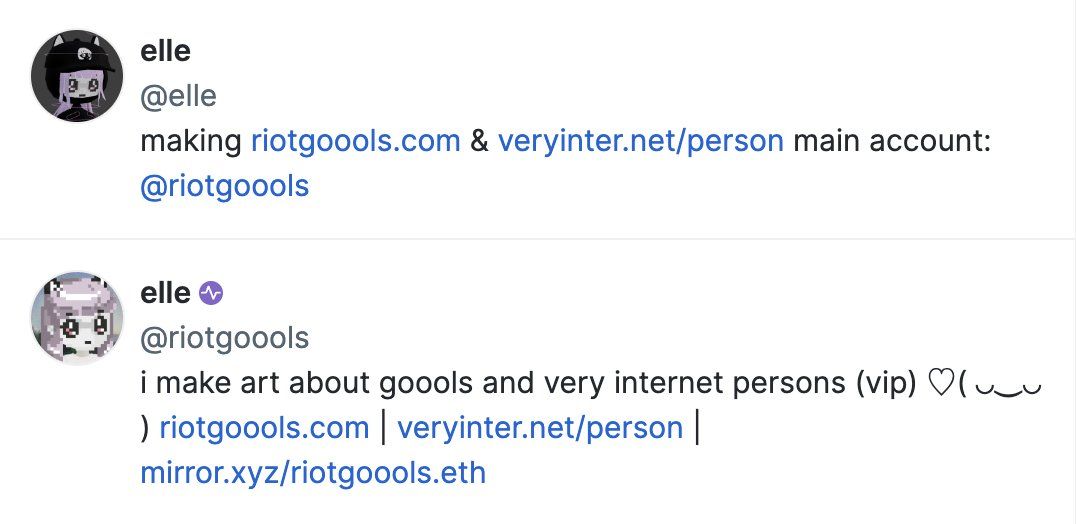 elle
@elle
making riotgoools.com & veryinter.net/person main account:
@riotgoools
elle
@riotgoools
i make art about goools and very internet persons (vip) ♡( ◡‿◡
) riotgoools.com | veryinter.net/person |
mirror.xyz/riotgoools.eth